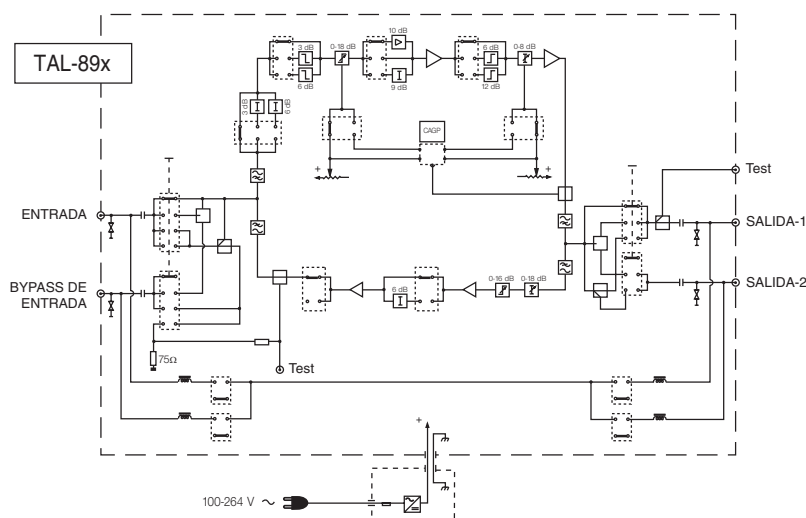 TAL-89x
10 dB
3 dB
0-18 dB
6 dB
0-8 dB
6 dB
9 dB
12 dB
3 dB
6 dB
CAGP
+
+
Test
ENTRADA
SALIDA-1
BYPASS DE
ENTRADA
SALIDA-2
6 dB
0-16 dB
0-18 dB
75Ω
Test
+
100-264 V ~